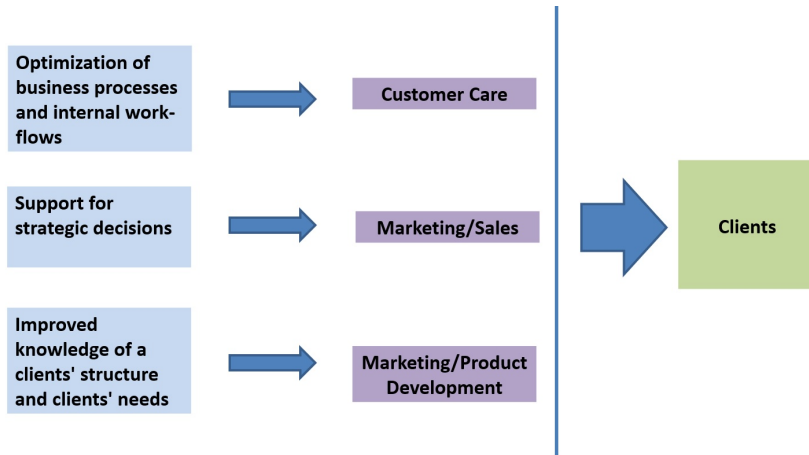 Optimization of
business processes
and internal work-
flows
Customer Care
Support for
strategic decisions
Marketing/Sales
Clients
Improved
knowledge of a
clients' structure
and clients' needs
Marketing/Product
Development